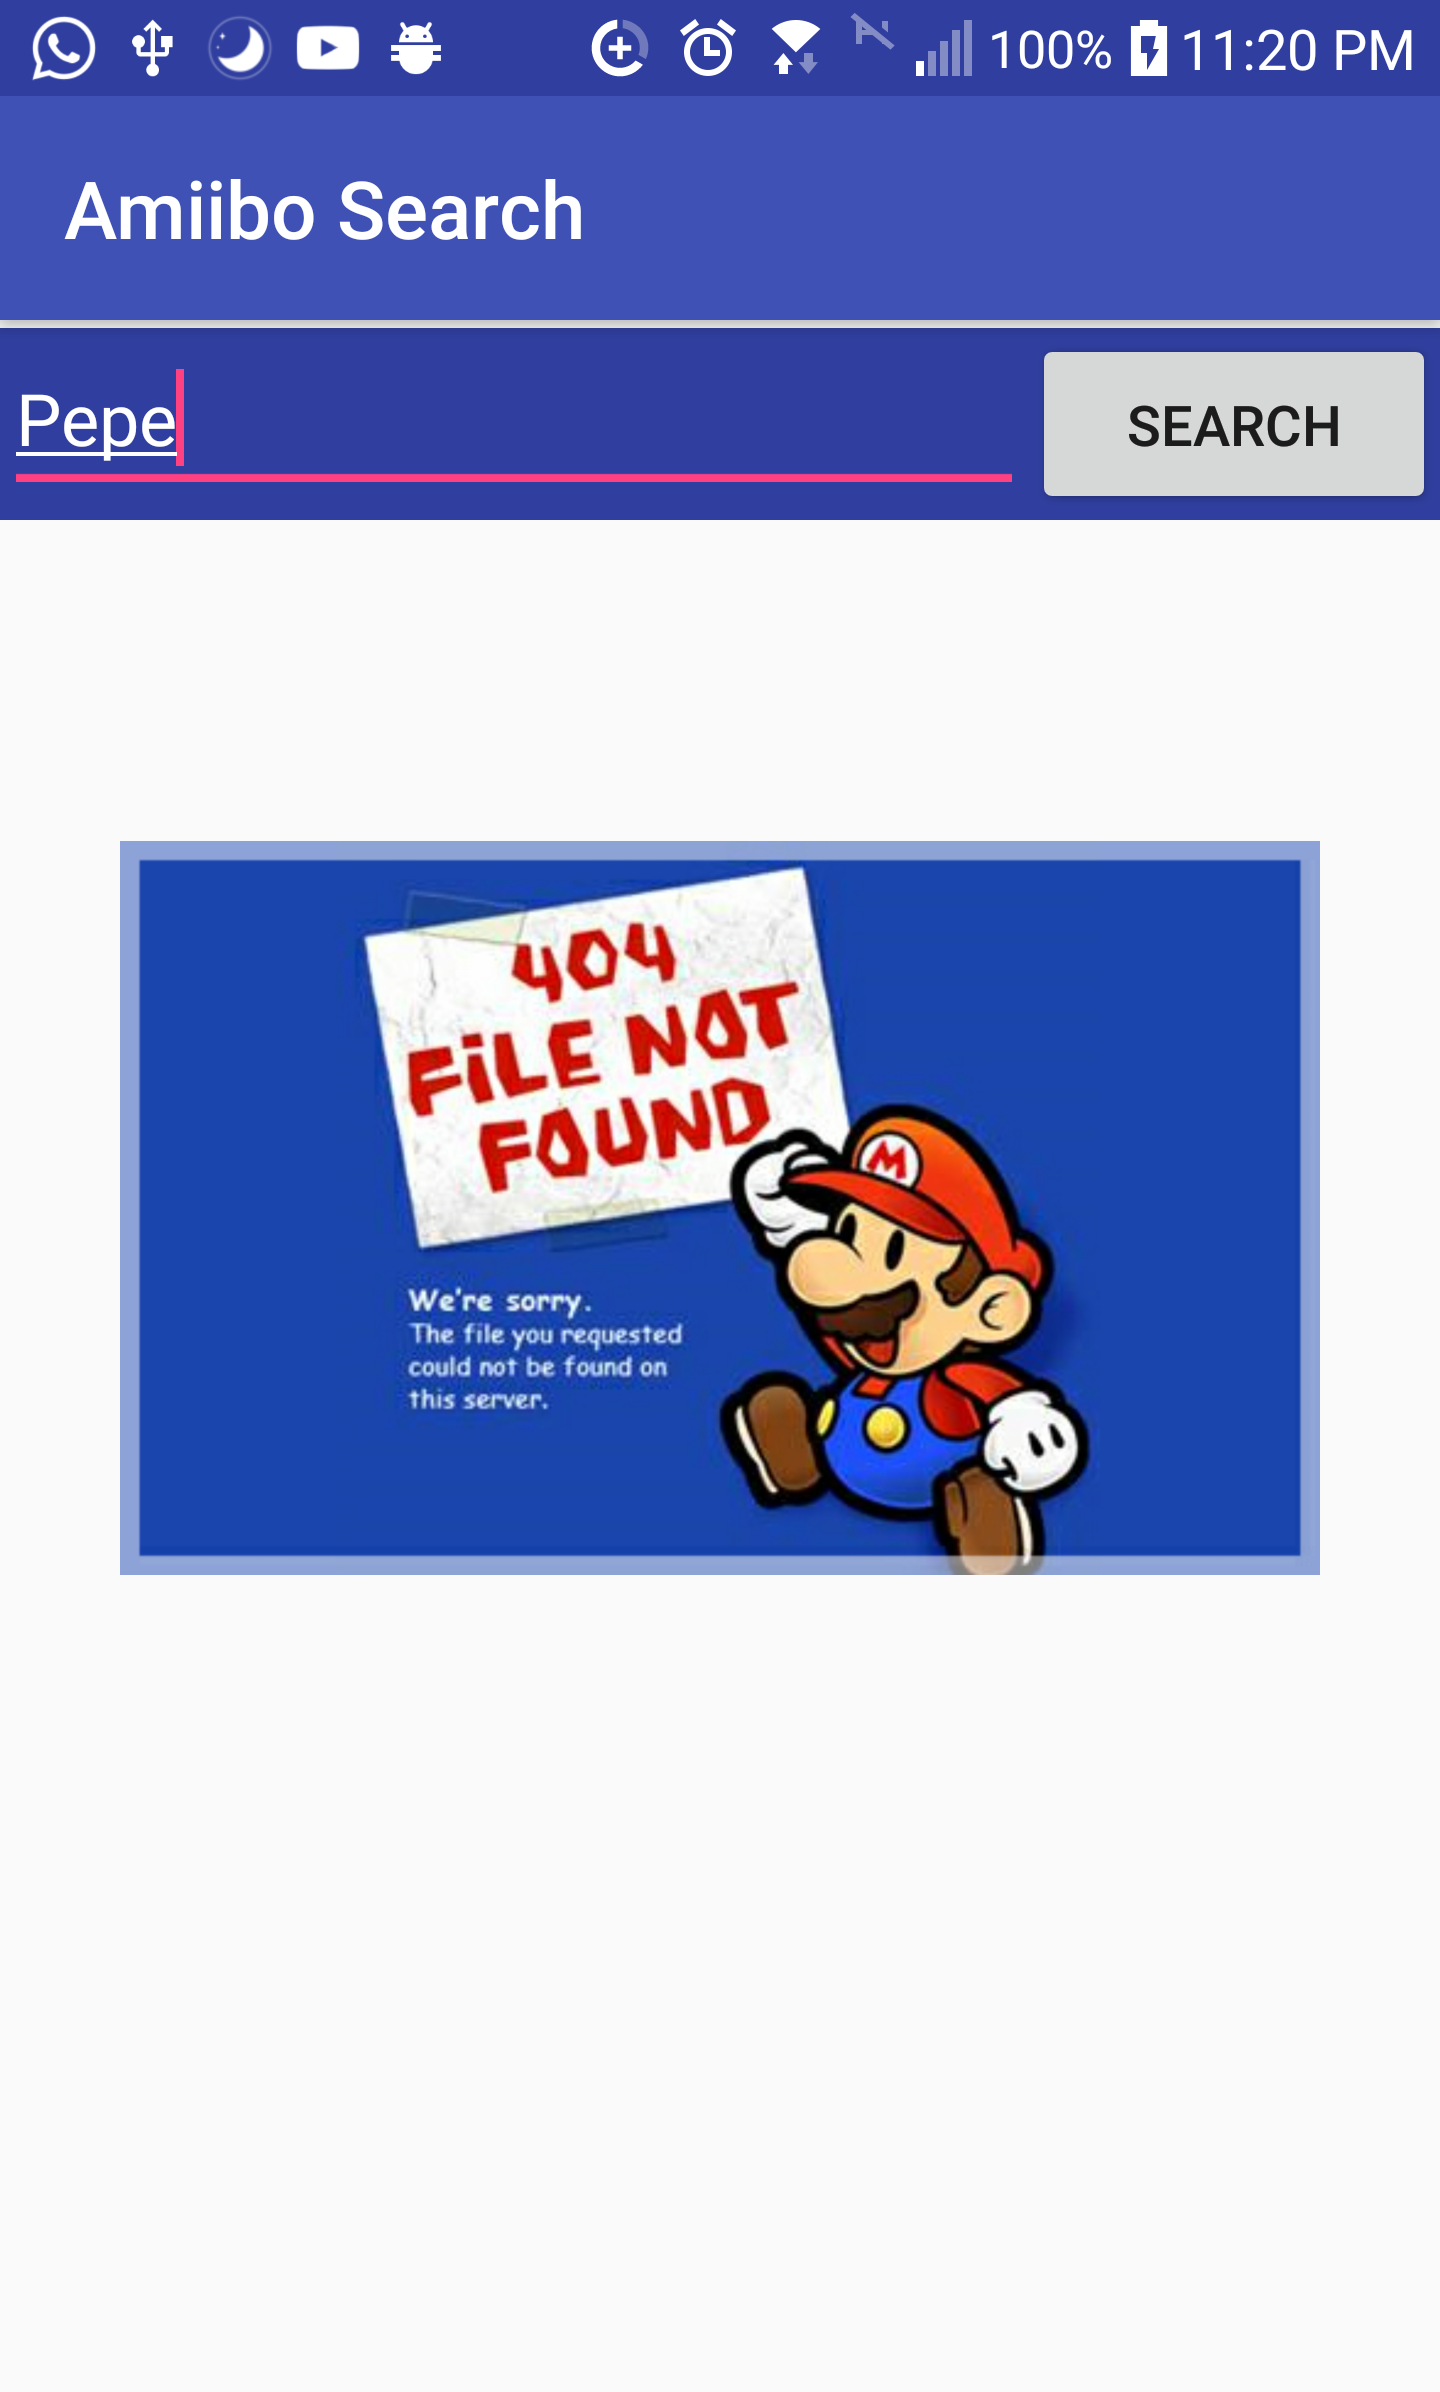 100% 11:20 PM
Amiibo Search
Pepe
SEARCH
404
FiLE NOT
FOUND
M
We're sorry.
The file you requested
could not be found on
this server.